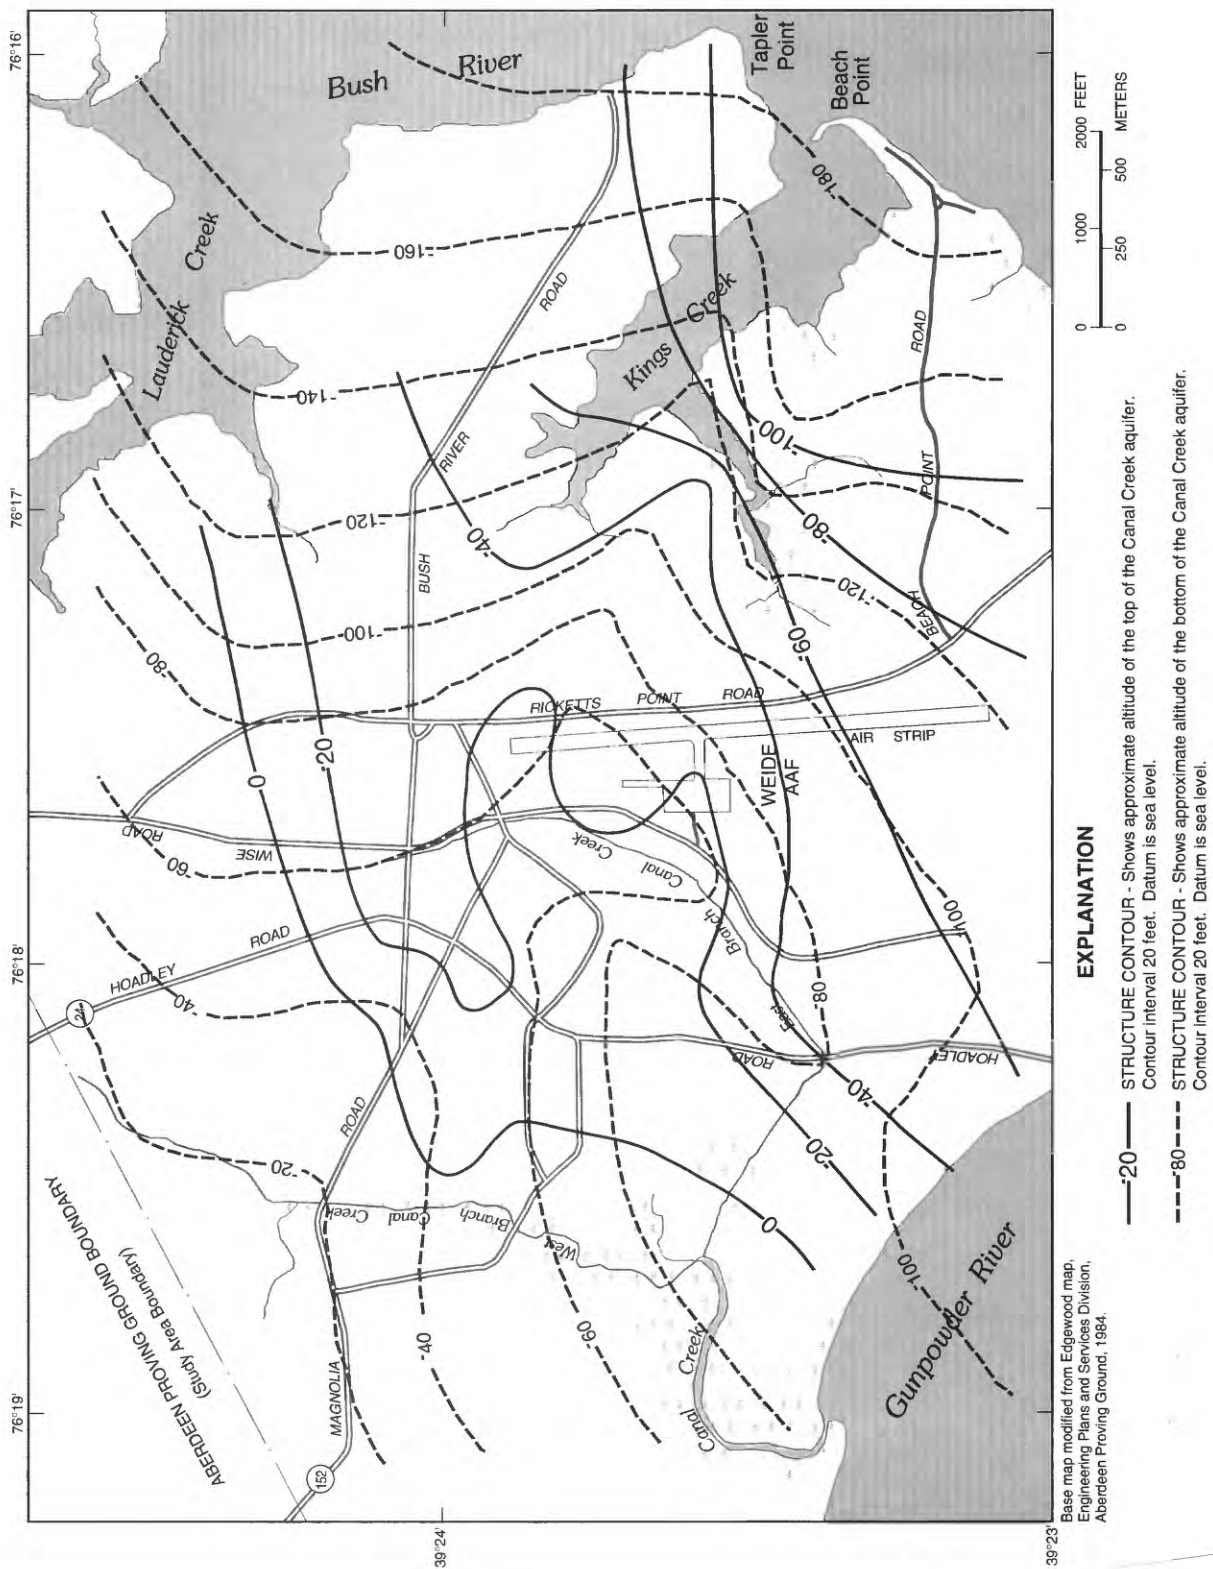 76°19'
76°18'
76°17'
76°16'
39°24'
39°23'
ABERDEEN PROVING GROUND BOUNDARY
(Study Area Boundary)
24
152
MAGNOLIA
ROAD
HOADLEY
ROAD
WISE
ROAD
BUSH
RIVER
ROAD
RICKETTS
POINT
ROAD
HOADLEY
ROAD
BEACH
POINT
ROAD
AIR STRIP
WEIDE
AAF
Lauderick
Creek
Bush
River
Kings
Creek
Tapler
Point
Beach
Point
Gunpowder River
Canal
Creek
West
Branch
Canal
Creek
East
Branch
Canal
Creek
-20
-40
-60
-80
-100
-120
-140
-160
-180
0
-20
-40
-40
-60
-80
-100
0
-20
-40
-60
-80
-100
-100
-120
Base map modified from Edgewood map,
Engineering Plans and Services Division,
Aberdeen Proving Ground, 1984.
0 1000 2000 FEET
0 250 500 METERS
EXPLANATION
-20 STRUCTURE CONTOUR - Shows approximate altitude of the top of the Canal Creek aquifer.
Contour interval 20 feet. Datum is sea level.
-80 STRUCTURE CONTOUR - Shows approximate altitude of the bottom of the Canal Creek aquifer.
Contour interval 20 feet. Datum is sea level.